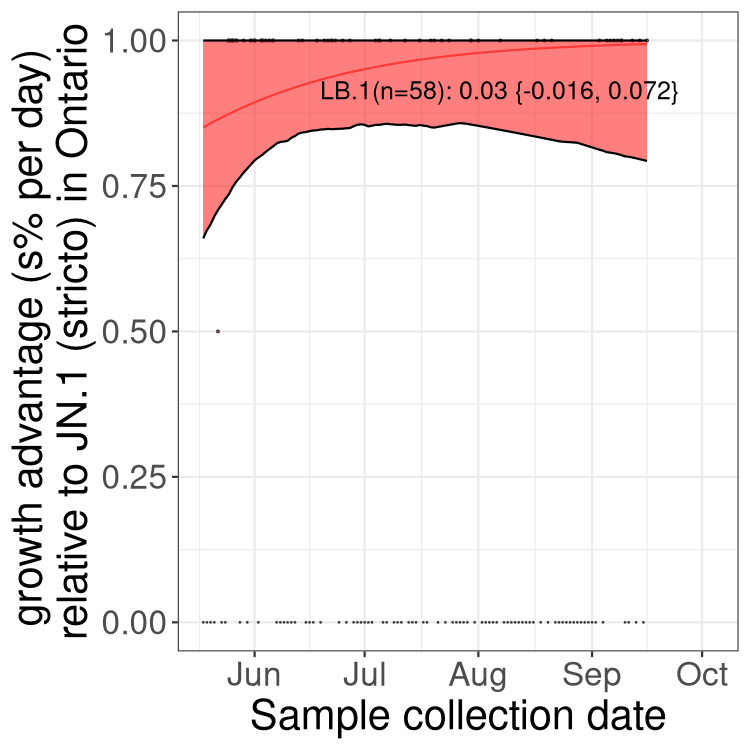 growth advantage (s% per day)
relative to JN.1 (stricto) in Ontario
1.00
0.75
0.50
0.25
0.00
LB.1(n=58): 0.03 {-0.016, 0.072}
Jun Jul Aug Sep Oct
Sample collection date